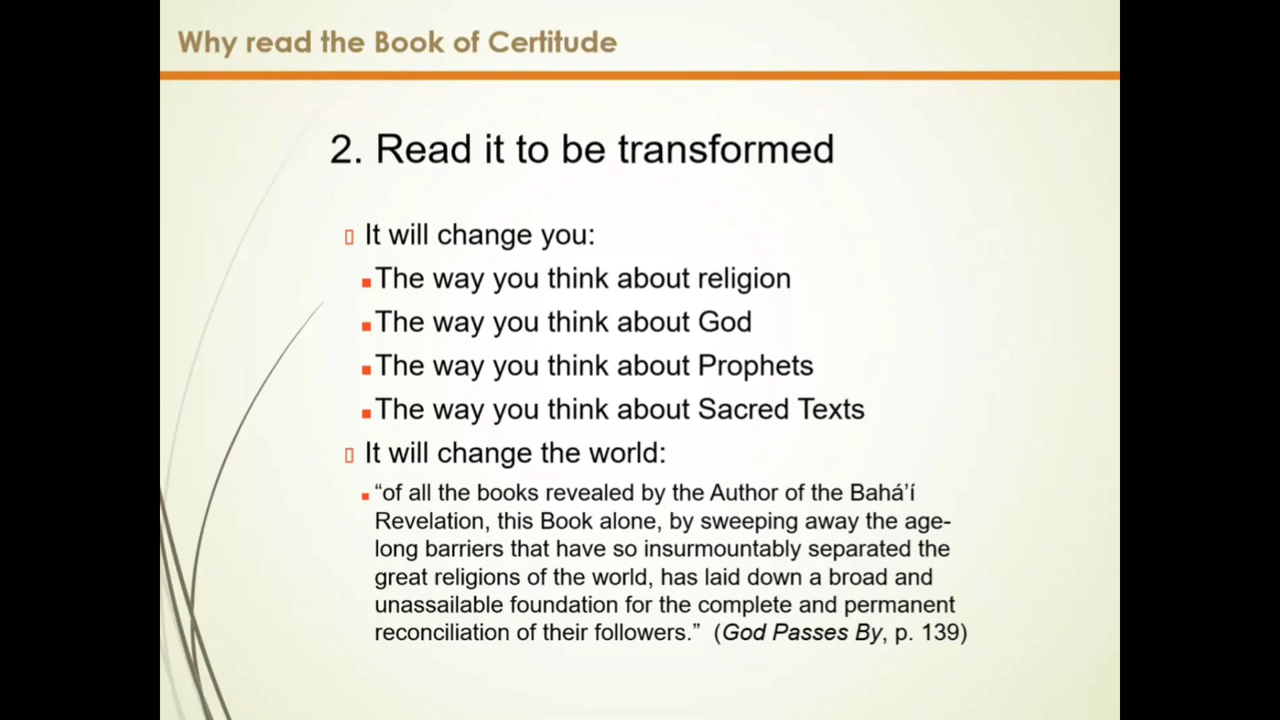 Why read the Book of Certitude
2. Read it to be transformed
It will change you:
The way you think about religion
The way you think about God
The way you think about Prophets
The way you think about Sacred Texts
It will change the world:
“of all the books revealed by the Author of the Bahá’í
Revelation, this Book alone, by sweeping away the age-
long barriers that have so insurmountably separated the
great religions of the world, has laid down a broad and
unassailable foundation for the complete and permanent
reconciliation of their followers.” (God Passes By, p. 139)